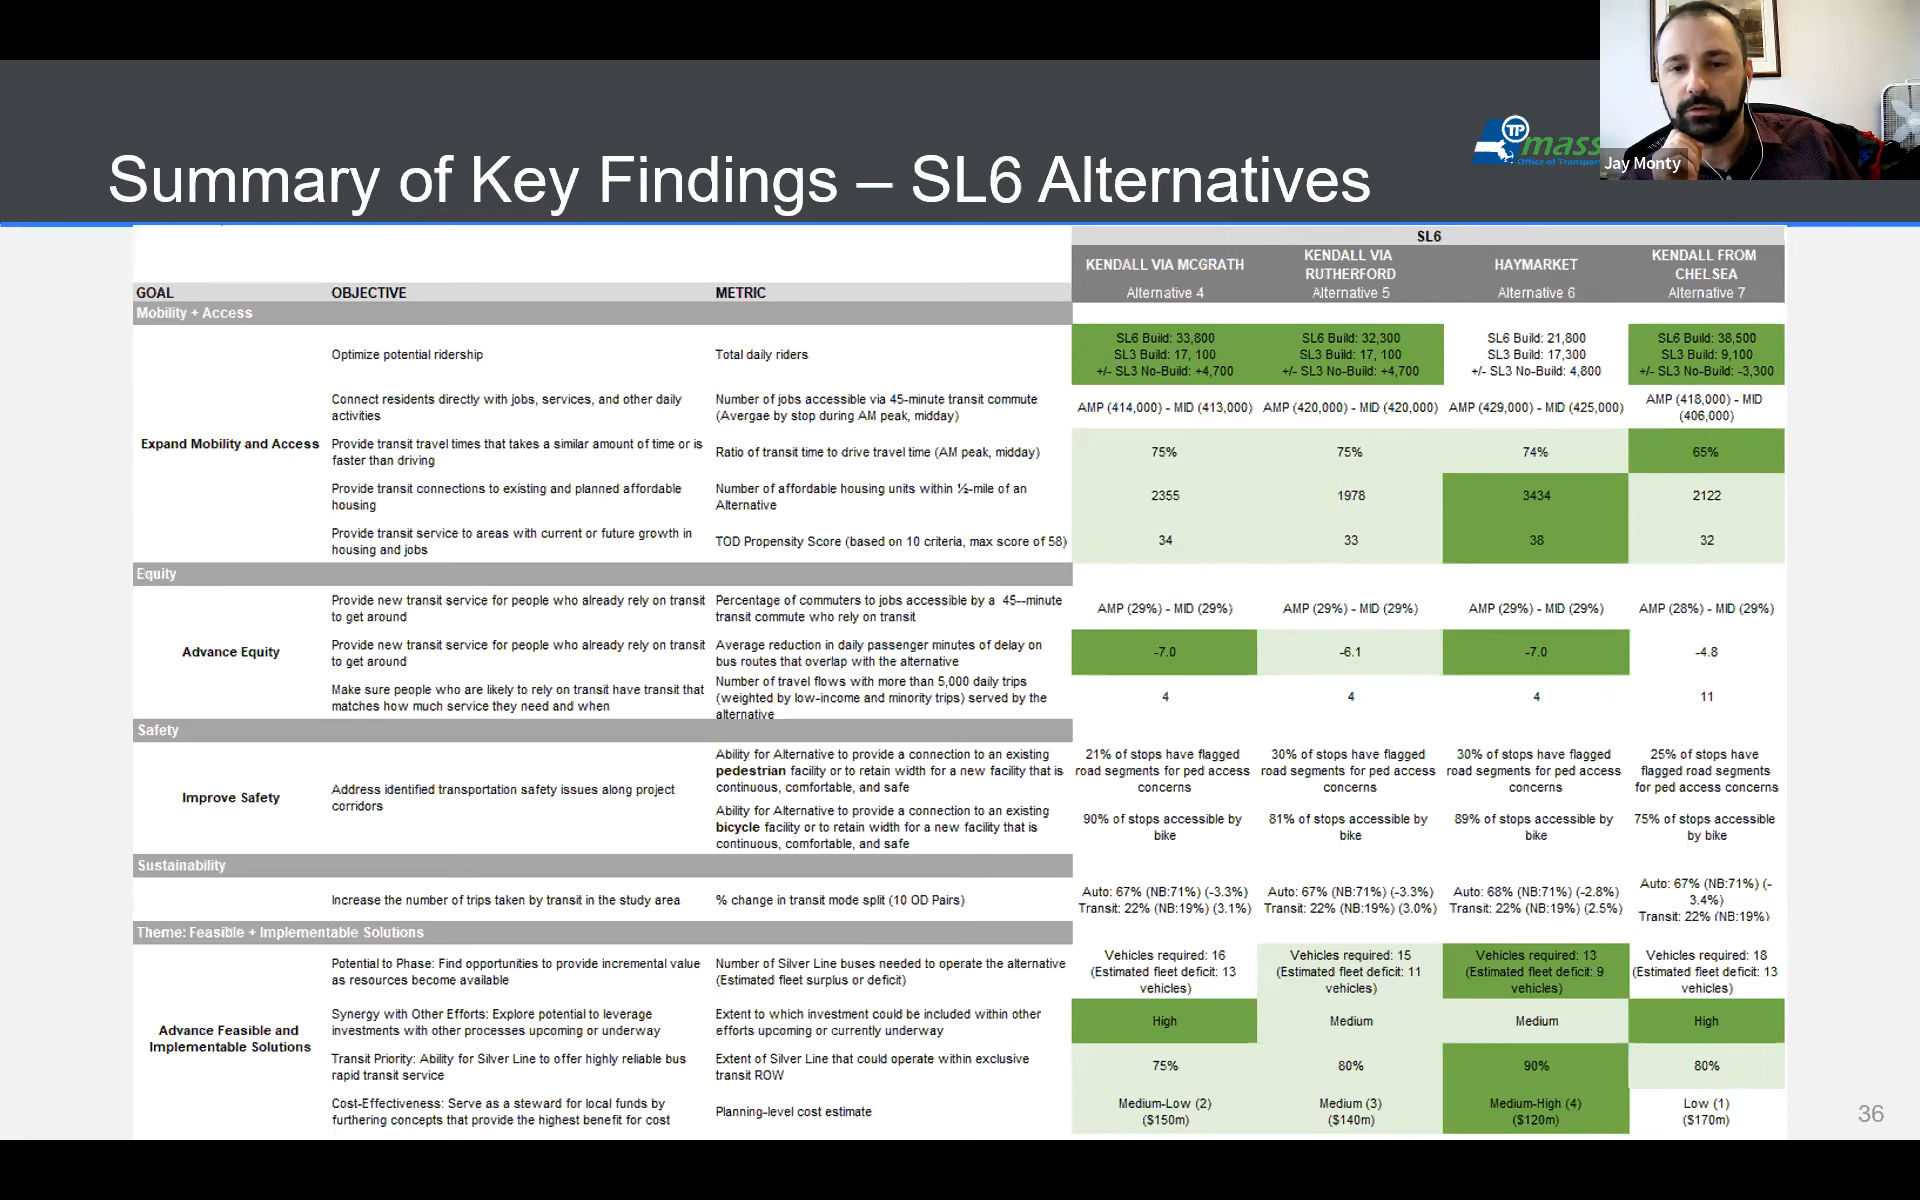 TP
mass
Office of Transpor
Jay Monty
Summary of Key Findings – SL6 Alternatives
SL6
KENDALL VIA MCGRATH
KENDALL VIA
RUTHERFORD
HAYMARKET
KENDALL FROM
CHELSEA
GOAL
OBJECTIVE
METRIC
Alternative 4
Alternative 5
Alternative 6
Alternative 7
Mobility + Access
Expand Mobility and Access
Optimize potential ridership
Total daily riders
SL6 Build: 33,800
SL3 Build: 17, 100
+/- SL3 No-Build: +4,700
SL6 Build: 32,300
SL3 Build: 17, 100
+/- SL3 No-Build: +4,700
SL6 Build: 21,800
SL3 Build: 17,300
+/- SL3 No-Build: 4,800
SL6 Build: 38,500
SL3 Build: 9,100
+/- SL3 No-Build: -3,300
Connect residents directly with jobs, services, and other daily
activities
Number of jobs accessible via 45-minute transit commute
(Avergae by stop during AM peak, midday)
AMP (414,000) - MID (413,000)
AMP (420,000) - MID (420,000)
AMP (429,000) - MID (425,000)
AMP (418,000) - MID
(406,000)
Provide transit travel times that takes a similar amount of time or is
faster than driving
Ratio of transit time to drive travel time (AM peak, midday)
75%
75%
74%
65%
Provide transit connections to existing and planned affordable
housing
Number of affordable housing units within ½-mile of an
Alternative
2355
1978
3434
2122
Provide transit service to areas with current or future growth in
housing and jobs
TOD Propensity Score (based on 10 criteria, max score of 58)
34
33
38
32
Equity
Advance Equity
Provide new transit service for people who already rely on transit
to get around
Percentage of commuters to jobs accessible by a 45--minute
transit commute who rely on transit
AMP (29%) - MID (29%)
AMP (29%) - MID (29%)
AMP (29%) - MID (29%)
AMP (28%) - MID (29%)
Provide new transit service for people who already rely on transit
to get around
Average reduction in daily passenger minutes of delay on
bus routes that overlap with the alternative
-7.0
-6.1
-7.0
-4.8
Make sure people who are likely to rely on transit have transit that
matches how much service they need and when
Number of travel flows with more than 5,000 daily trips
(weighted by low-income and minority trips) served by the
alternative
4
4
4
11
Safety
Improve Safety
Address identified transportation safety issues along project
corridors
Ability for Alternative to provide a connection to an existing
pedestrian facility or to retain width for a new facility that is
continuous, comfortable, and safe
21% of stops have flagged
road segments for ped access
concerns
30% of stops have flagged
road segments for ped access
concerns
30% of stops have flagged
road segments for ped access
concerns
25% of stops have
flagged road segments
for ped access concerns
Ability for Alternative to provide a connection to an existing
bicycle facility or to retain width for a new facility that is
continuous, comfortable, and safe
90% of stops accessible by
bike
81% of stops accessible by
bike
89% of stops accessible by
bike
75% of stops accessible
by bike
Sustainability
Increase the number of trips taken by transit in the study area
% change in transit mode split (10 OD Pairs)
Auto: 67% (NB:71%) (-3.3%)
Transit: 22% (NB:19%) (3.1%)
Auto: 67% (NB:71%) (-3.3%)
Transit: 22% (NB:19%) (3.0%)
Auto: 68% (NB:71%) (-2.8%)
Transit: 22% (NB:19%) (2.5%)
Auto: 67% (NB:71%) (-
3.4%)
Transit: 22% (NB:19%)
Theme: Feasible + Implementable Solutions
Advance Feasible and
Implementable Solutions
Potential to Phase: Find opportunities to provide incremental value
as resources become available
Number of Silver Line buses needed to operate the alternative
(Estimated fleet surplus or deficit)
Vehicles required: 16
(Estimated fleet deficit: 13
vehicles)
Vehicles required: 15
(Estimated fleet deficit: 11
vehicles)
Vehicles required: 13
(Estimated fleet deficit: 9
vehicles)
Vehicles required: 18
(Estimated fleet deficit: 13
vehicles)
Synergy with Other Efforts: Explore potential to leverage
investments with other processes upcoming or underway
Extent to which investment could be included within other
efforts upcoming or currently underway
High
Medium
Medium
High
Transit Priority: Ability for Silver Line to offer highly reliable bus
rapid transit service
Extent of Silver Line that could operate within exclusive
transit ROW
75%
80%
90%
80%
Cost-Effectiveness: Serve as a steward for local funds by
furthering concepts that provide the highest benefit for cost
Planning-level cost estimate
Medium-Low (2)
($150m)
Medium (3)
($140m)
Medium-High (4)
($120m)
Low (1)
($170m)
36